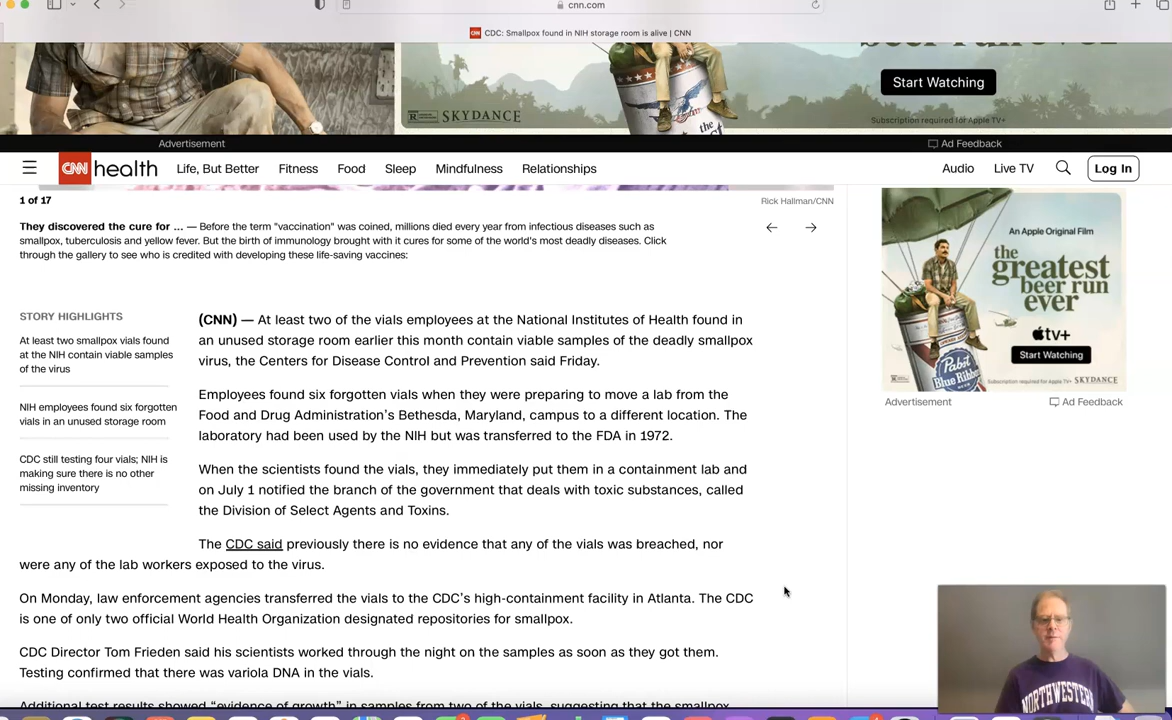 cnn.com
CNN CDC: Smallpox found in NIH storage room is alive | CNN
Start Watching
R SKYDANCE
the
Subscription required for Apple TV+
Advertisement
Ad Feedback
CNN health Life, But Better Fitness Food Sleep Mindfulness Relationships Audio Live TV Log In
1 of 17
Rick Hallman/CNN
They discovered the cure for ... — Before the term "vaccination" was coined, millions died every year from infectious diseases such as
smallpox, tuberculosis and yellow fever. But the birth of immunology brought with it cures for some of the world's most deadly diseases. Click
through the gallery to see who is credited with developing these life-saving vaccines:
An Apple Original Film
the
greatest
beer run
ever
tv+
Start Watching
Pabst
Blue Ribbon
Subscription required for Apple TV+
SKYDANCE
Advertisement
Ad Feedback
STORY HIGHLIGHTS
At least two smallpox vials found
at the NIH contain viable samples
of the virus
NIH employees found six forgotten
vials in an unused storage room
CDC still testing four vials; NIH is
making sure there is no other
missing inventory
(CNN) — At least two of the vials employees at the National Institutes of Health found in
an unused storage room earlier this month contain viable samples of the deadly smallpox
virus, the Centers for Disease Control and Prevention said Friday.
Employees found six forgotten vials when they were preparing to move a lab from the
Food and Drug Administration's Bethesda, Maryland, campus to a different location. The
laboratory had been used by the NIH but was transferred to the FDA in 1972.
When the scientists found the vials, they immediately put them in a containment lab and
on July 1 notified the branch of the government that deals with toxic substances, called
the Division of Select Agents and Toxins.
The CDC said previously there is no evidence that any of the vials was breached, nor
were any of the lab workers exposed to the virus.
On Monday, law enforcement agencies transferred the vials to the CDC's high-containment facility in Atlanta. The CDC
is one of only two official World Health Organization designated repositories for smallpox.
CDC Director Tom Frieden said his scientists worked through the night on the samples as soon as they got them.
Testing confirmed that there was variola DNA in the vials.
Additional test results showed "evidence of growth" in samples from two of the vials, suggesting that the smallpox
NORTHWESTERN